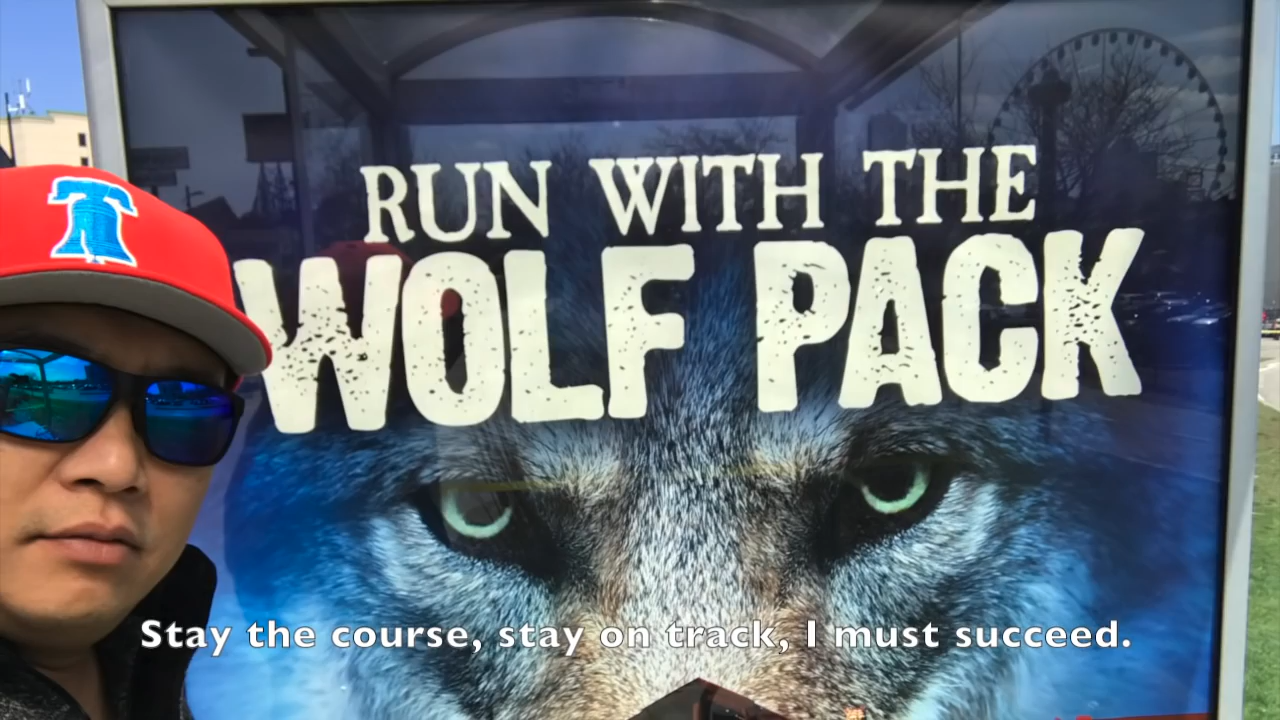 RUN WITH THE
WOLF PACK
Stay the course, stay on track, I must succeed.